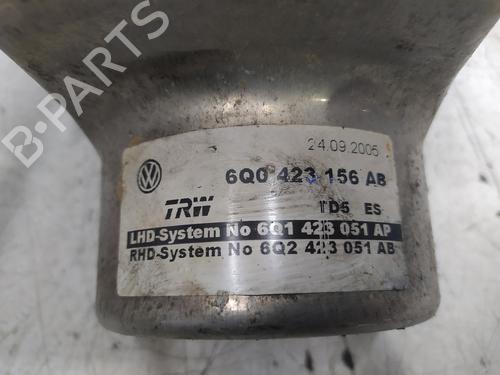 B-PARTS
24.09.2005
6Q0 423 156 AB
TRW
TD5 ES
LHD-System No 6Q1 423 051 AP
RHD-System No 6Q2 423 051 AB